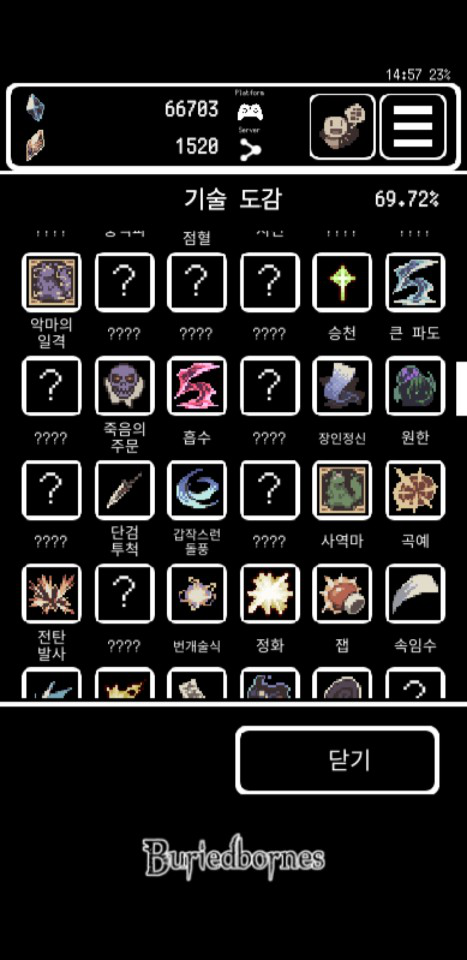 14:57 23%
Platform
66703
Server
1520
기술 도감 69.72%
???? ???? ????
점혈
악마의 일격 ???? ???? ???? 승천 큰 파도
???? 죽음의 주문 흡수 ???? 장인정신 원한
???? 단검 투척 갑작스런 돌풍 ???? 사역마 곡예
전탄 발사 ???? 번개술식 정화 잽 속임수
닫기
Buriedbornes